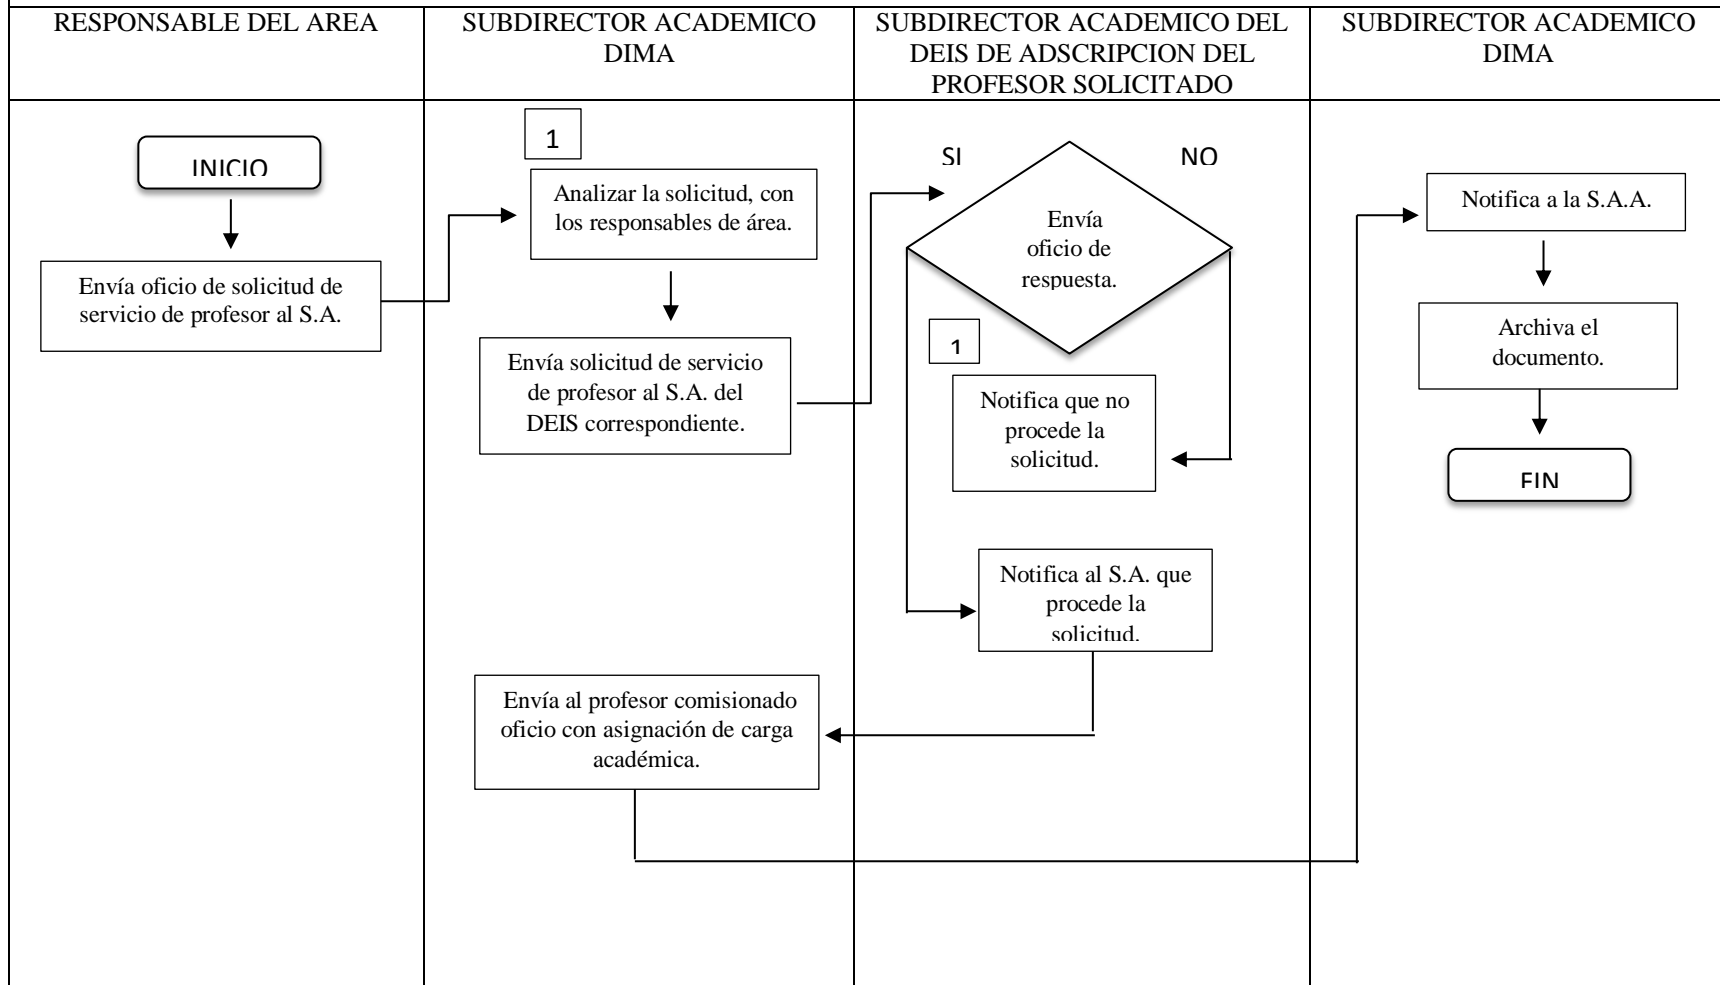 RESPONSABLE DEL AREA
SUBDIRECTOR ACADEMICO
DIMA
SUBDIRECTOR ACADEMICO DEL
DEIS DE ADSCRIPCION DEL
PROFESOR SOLICITADO
SUBDIRECTOR ACADEMICO
DIMA
INICIO
Envía oficio de solicitud de
servicio de profesor al S.A.
1
Analizar la solicitud, con
los responsables de área.
Envía solicitud de servicio
de profesor al S.A. del
DEIS correspondiente.
Envía al profesor comisionado
oficio con asignación de carga
académica.
SI
NO
Envía
oficio de
respuesta.
1
Notifica que no
procede la
solicitud.
Notifica al S.A. que
procede la
solicitud.
Notifica a la S.A.A.
Archiva el
documento.
FIN